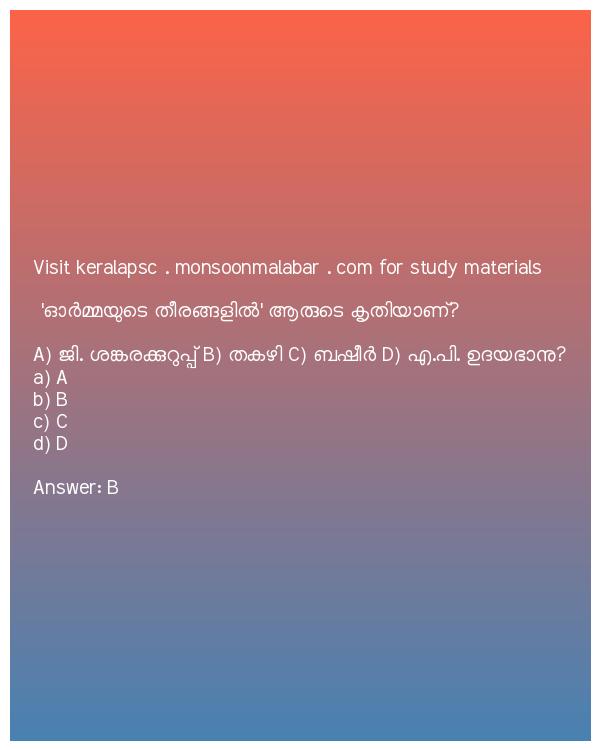 Visit keralapsc . monsoonmalabar . com for study materials
'ഓർമ്മയുടെ തീരങ്ങളിൽ' ആരുടെ കൃതിയാണ്?
A) ജി. ശങ്കരക്കുറുപ്പ് B) തകഴി C) ബഷീർ D) എ.പി. ഉദയഭാനു?
a) A
b) B
c) C
d) D
Answer: B